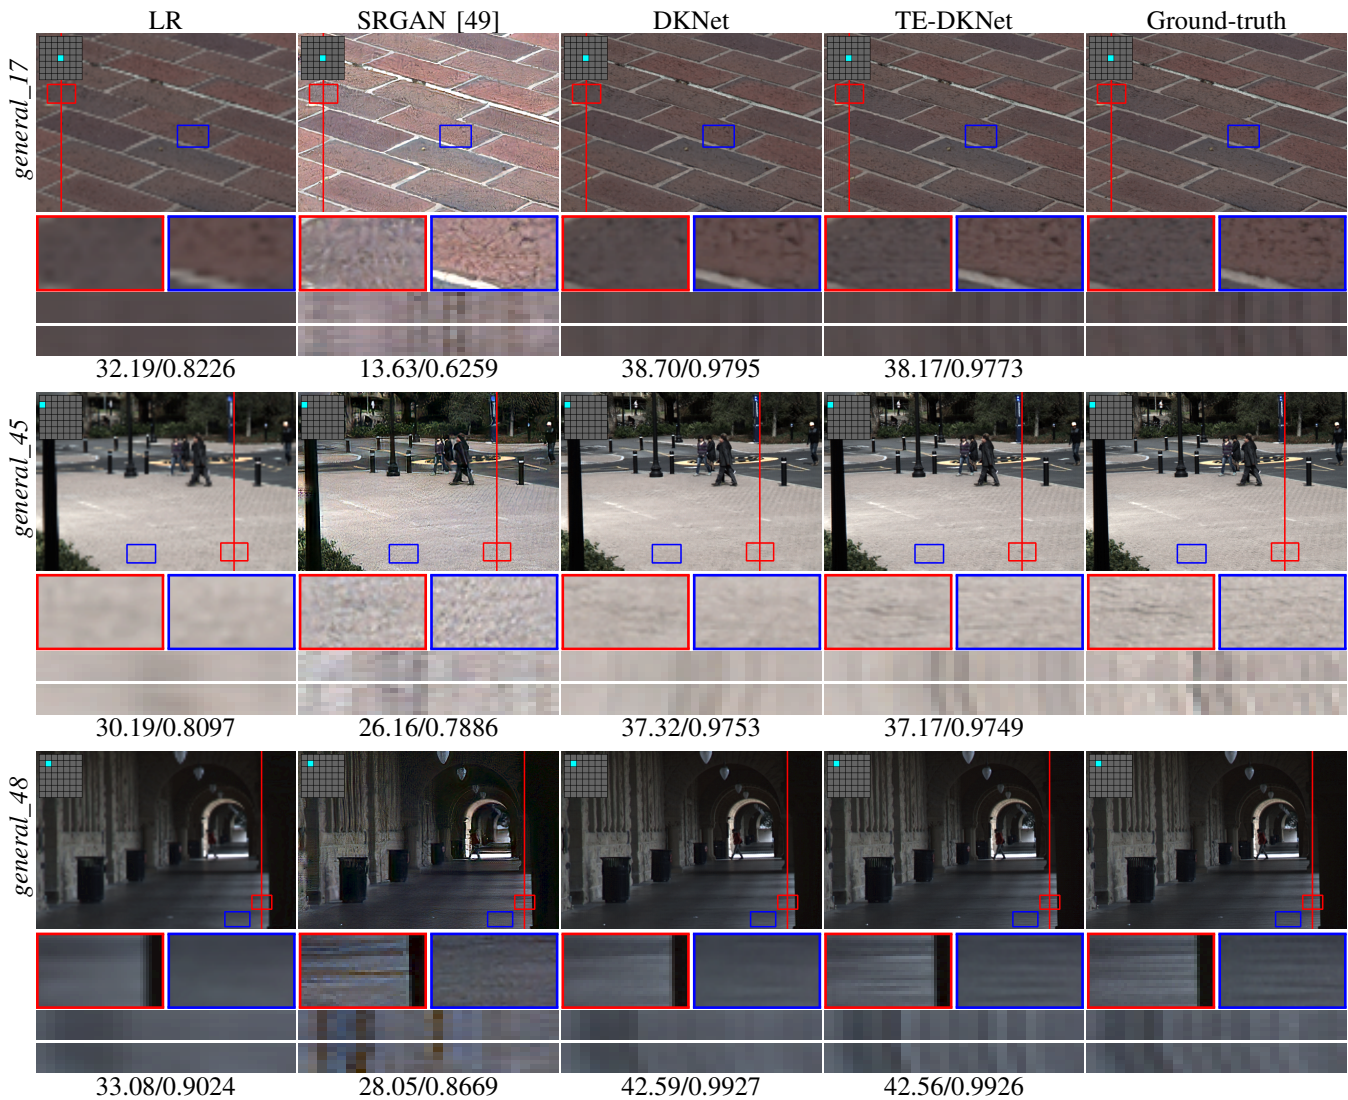 LR SRGAN [49] DKNet TE-DKNet Ground-truth
general_17
32.19/0.8226 13.63/0.6259 38.70/0.9795 38.17/0.9773
general_45
30.19/0.8097 26.16/0.7886 37.32/0.9753 37.17/0.9749
general_48
33.08/0.9024 28.05/0.8669 42.59/0.9927 42.56/0.9926